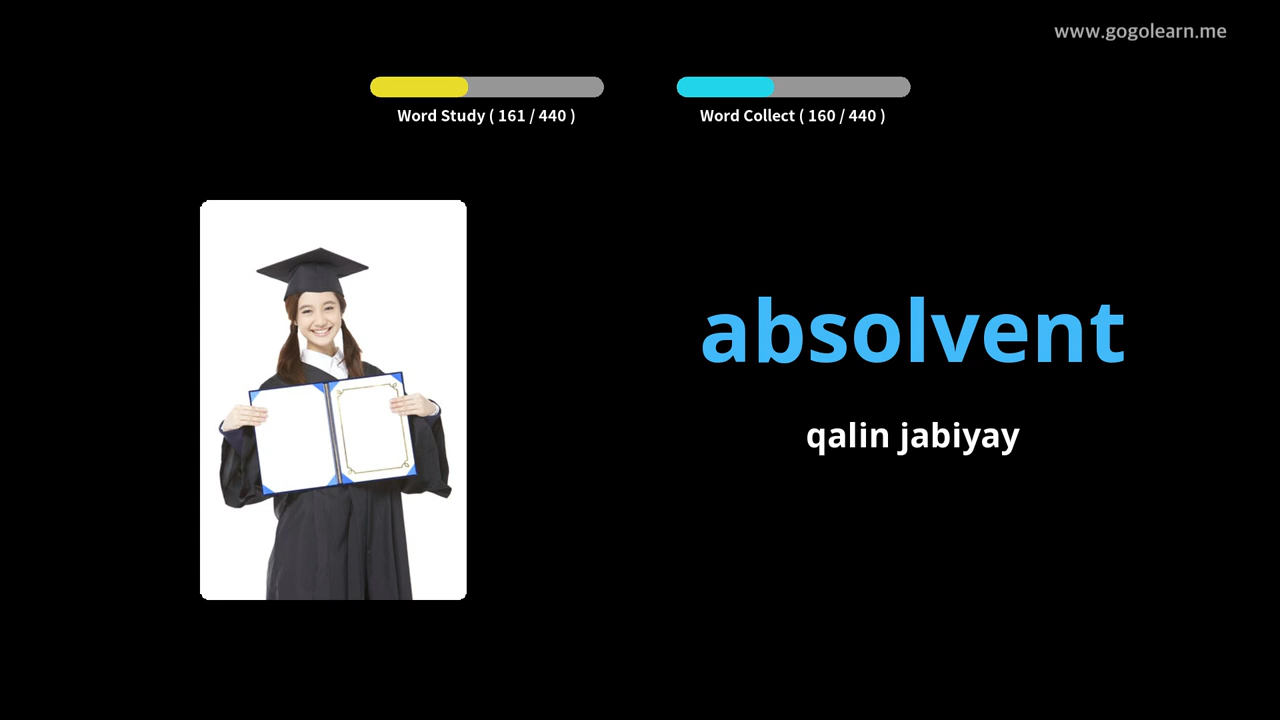 www.gogolearn.me
Word Study ( 161 / 440 )
Word Collect ( 160 / 440 )
absolvent
qalin jabiyay